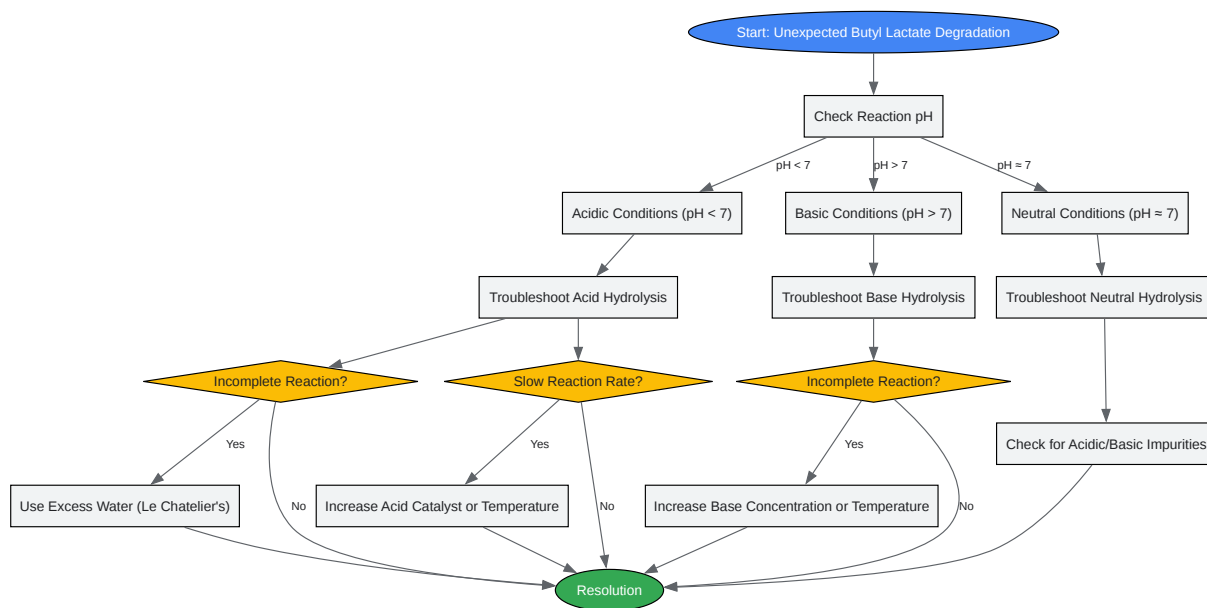 Start: Unexpected Butyl Lactate Degradation
Check Reaction pH
pH < 7
pH > 7
pH ≈ 7
Acidic Conditions (pH < 7)
Basic Conditions (pH > 7)
Neutral Conditions (pH ≈ 7)
Troubleshoot Acid Hydrolysis
Troubleshoot Base Hydrolysis
Troubleshoot Neutral Hydrolysis
Incomplete Reaction?
Slow Reaction Rate?
Incomplete Reaction?
Yes
Yes
Yes
Check for Acidic/Basic Impurities
Use Excess Water (Le Chatelier's)
No
Increase Acid Catalyst or Temperature
No
Increase Base Concentration or Temperature
No
Resolution